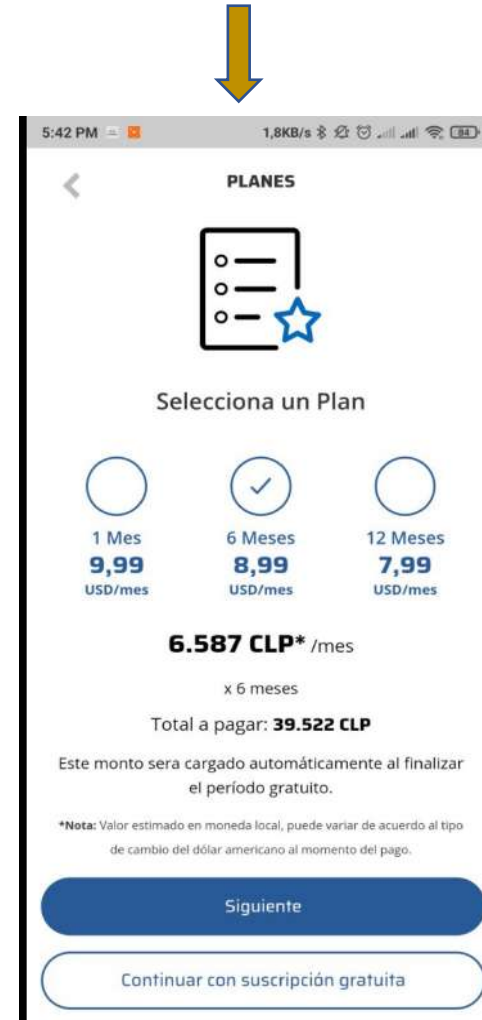 5:42 PM 1,8KB/s 84
PLANES
Selecciona un Plan
1 Mes 6 Meses 12 Meses
9,99 8,99 7,99
USD/mes USD/mes USD/mes
6.587 CLP* /mes
x 6 meses
Total a pagar: 39.522 CLP
Este monto sera cargado automáticamente al finalizar
el período gratuito.
*Nota: Valor estimado en moneda local, puede variar de acuerdo al tipo
de cambio del dólar americano al momento del pago.
Siguiente
Continuar con suscripción gratuita